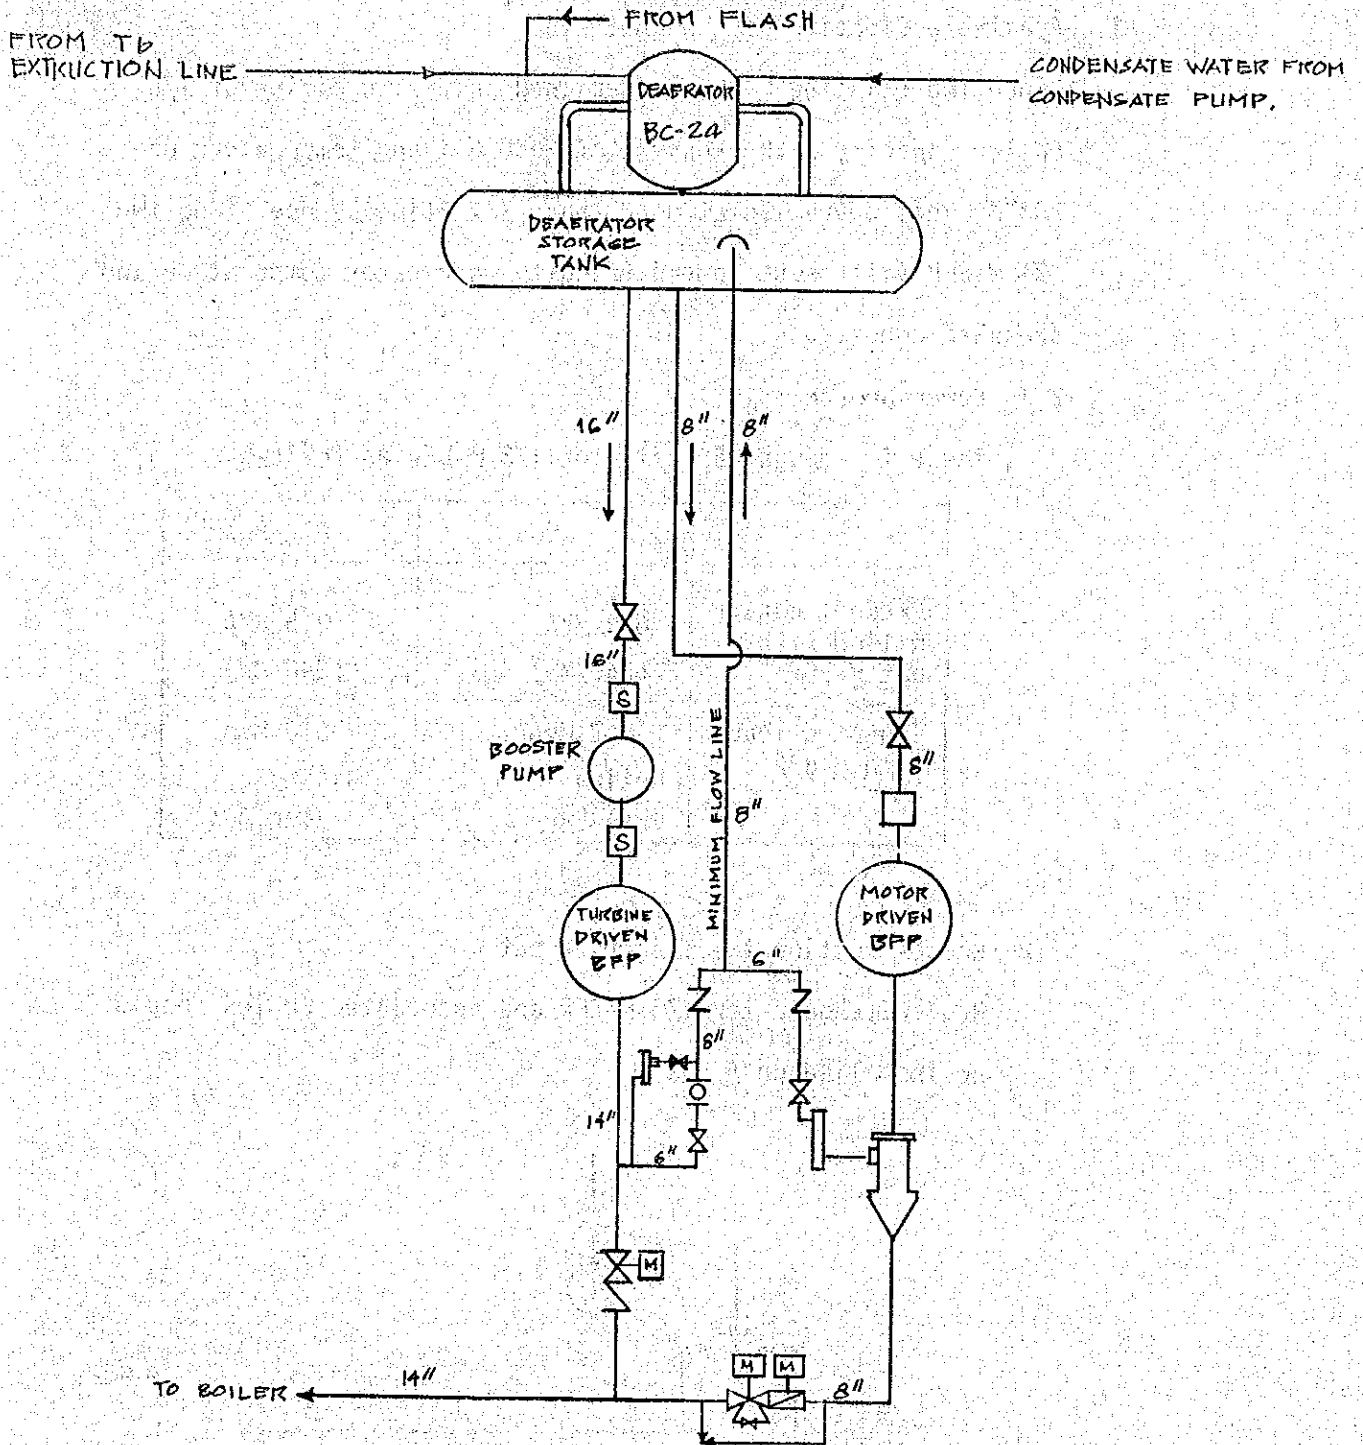 FROM FLASH
FROM T6
EXTRUCTION LINE
DEAERATOR
BC-24
CONDENSATE WATER FROM
CONDENSATE PUMP.
DEAERATOR
STORAGE
TANK
16"
8"
8"
16"
S
BOOSTER
PUMP
S
MINIMUM FLOW LINE
8"
8"
TURBINE
DRIVEN
BFP
MOTOR
DRIVEN
BFP
6"
8"
14"
6"
M
M
M
TO BOILER
14"
8"